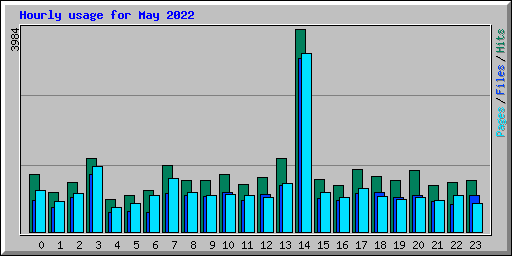 Hourly usage for May 2022
3984
Pages / Files / Hits
0 1 2 3 4 5 6 7 8 9 10 11 12 13 14 15 16 17 18 19 20 21 22 23